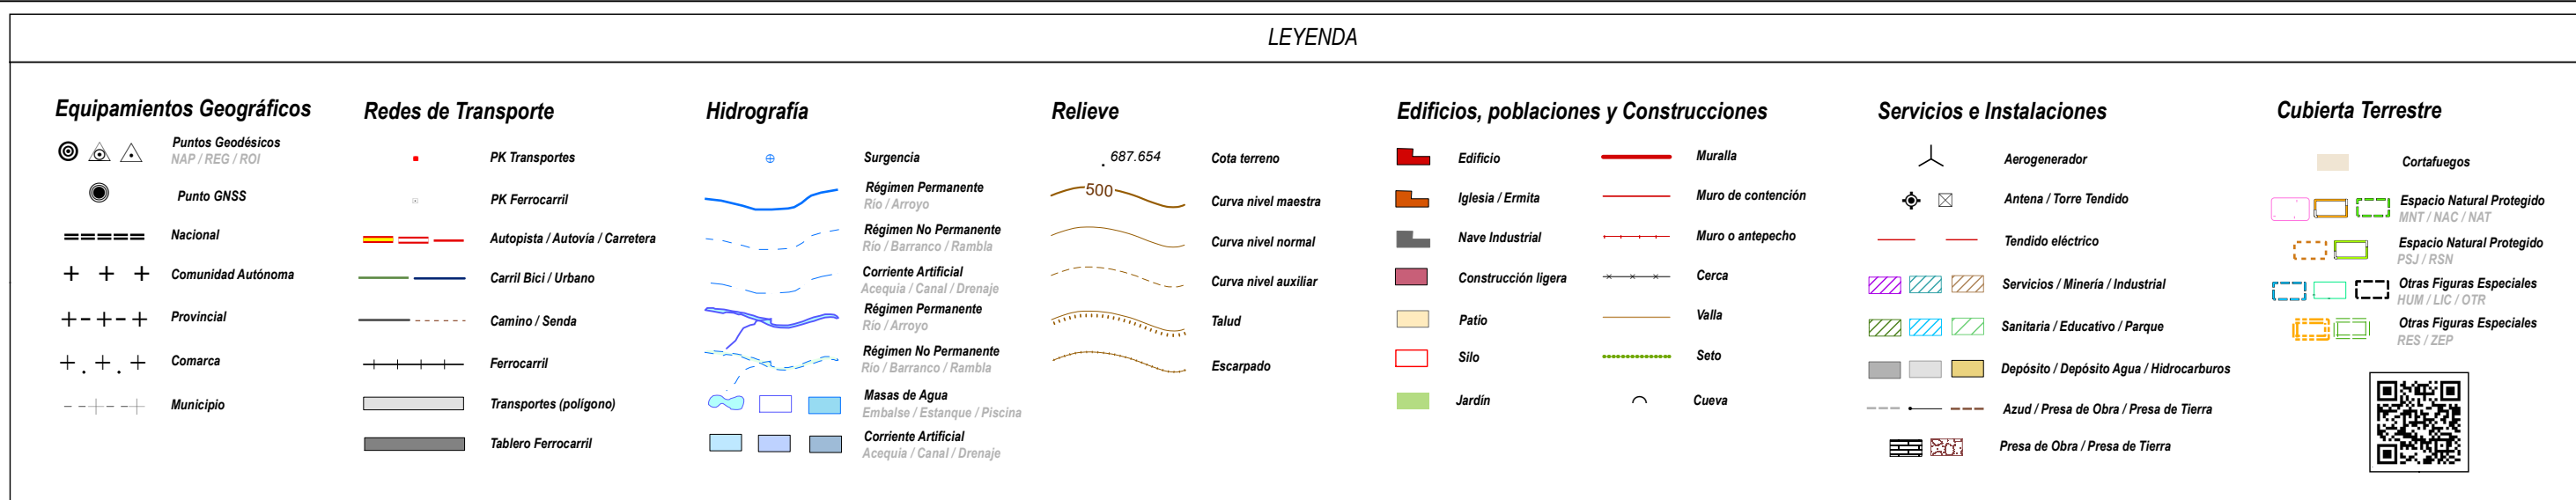 LEYENDA
Equipamientos Geográficos
Puntos Geodésicos
NAP / REG / ROI
Punto GNSS
Nacional
Comunidad Autónoma
Provincial
Comarca
Municipio
Redes de Transporte
PK Transportes
PK Ferrocarril
Autopista / Autovía / Carretera
Carril Bici / Urbano
Camino / Senda
Ferrocarril
Transportes (polígono)
Tablero Ferrocarril
Hidrografía
Surgencia
Régimen Permanente
Río / Arroyo
Régimen No Permanente
Río / Barranco / Rambla
Corriente Artificial
Acequia / Canal / Drenaje
Régimen Permanente
Río / Arroyo
Régimen No Permanente
Río / Barranco / Rambla
Masas de Agua
Embalse / Estanque / Piscina
Corriente Artificial
Acequia / Canal / Drenaje
Relieve
687.654 Cota terreno
500 Curva nivel maestra
Curva nivel normal
Curva nivel auxiliar
Talud
Escarpado
Edificios, poblaciones y Construcciones
Edificio
Iglesia / Ermita
Nave Industrial
Construcción ligera
Patio
Silo
Jardín
Muralla
Muro de contención
Muro o antepecho
Cerca
Valla
Seto
Cueva
Servicios e Instalaciones
Aerogenerador
Antena / Torre Tendido
Tendido eléctrico
Servicios / Minería / Industrial
Sanitaria / Educativo / Parque
Depósito / Depósito Agua / Hidrocarburos
Azud / Presa de Obra / Presa de Tierra
Presa de Obra / Presa de Tierra
Cubierta Terrestre
Cortafuegos
Espacio Natural Protegido
MNT / NAC / NAT
Espacio Natural Protegido
PSJ / RSN
Otras Figuras Especiales
HUM / LIC / OTR
Otras Figuras Especiales
RES / ZEP